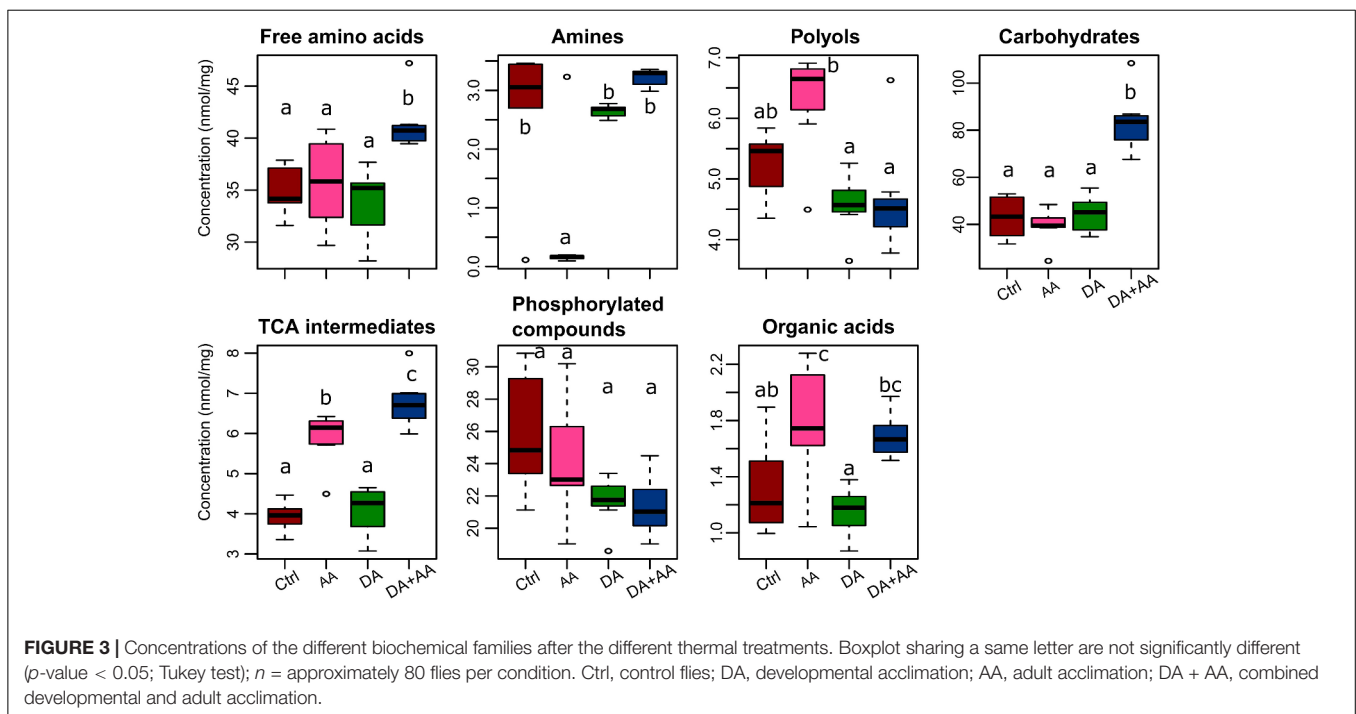 Free amino acids
Amines
Polyols
Carbohydrates
Concentration (nmol/mg)
45
40
35
30
a
a
a
b
3.0
2.0
1.0
0.0
b
a
b
b
7.0
6.0
5.0
4.0
ab
b
a
a
100
80
60
40
a
a
a
b
Ctrl
AA
DA
DA+AA
TCA intermediates
Phosphorylated
compounds
Organic acids
Concentration (nmol/mg)
8
7
6
5
4
3
a
b
a
c
Ctrl
AA
DA
DA+AA
30
28
26
24
22
20
a
a
a
a
Ctrl
AA
DA
DA+AA
2.2
1.8
1.4
1.0
ab
c
a
bc
Ctrl
AA
DA
DA+AA
FIGURE 3 | Concentrations of the different biochemical families after the different thermal treatments. Boxplot sharing a same letter are not significantly different
(p-value < 0.05; Tukey test); n = approximately 80 flies per condition. Ctrl, control flies; DA, developmental acclimation; AA, adult acclimation; DA + AA, combined
developmental and adult acclimation.